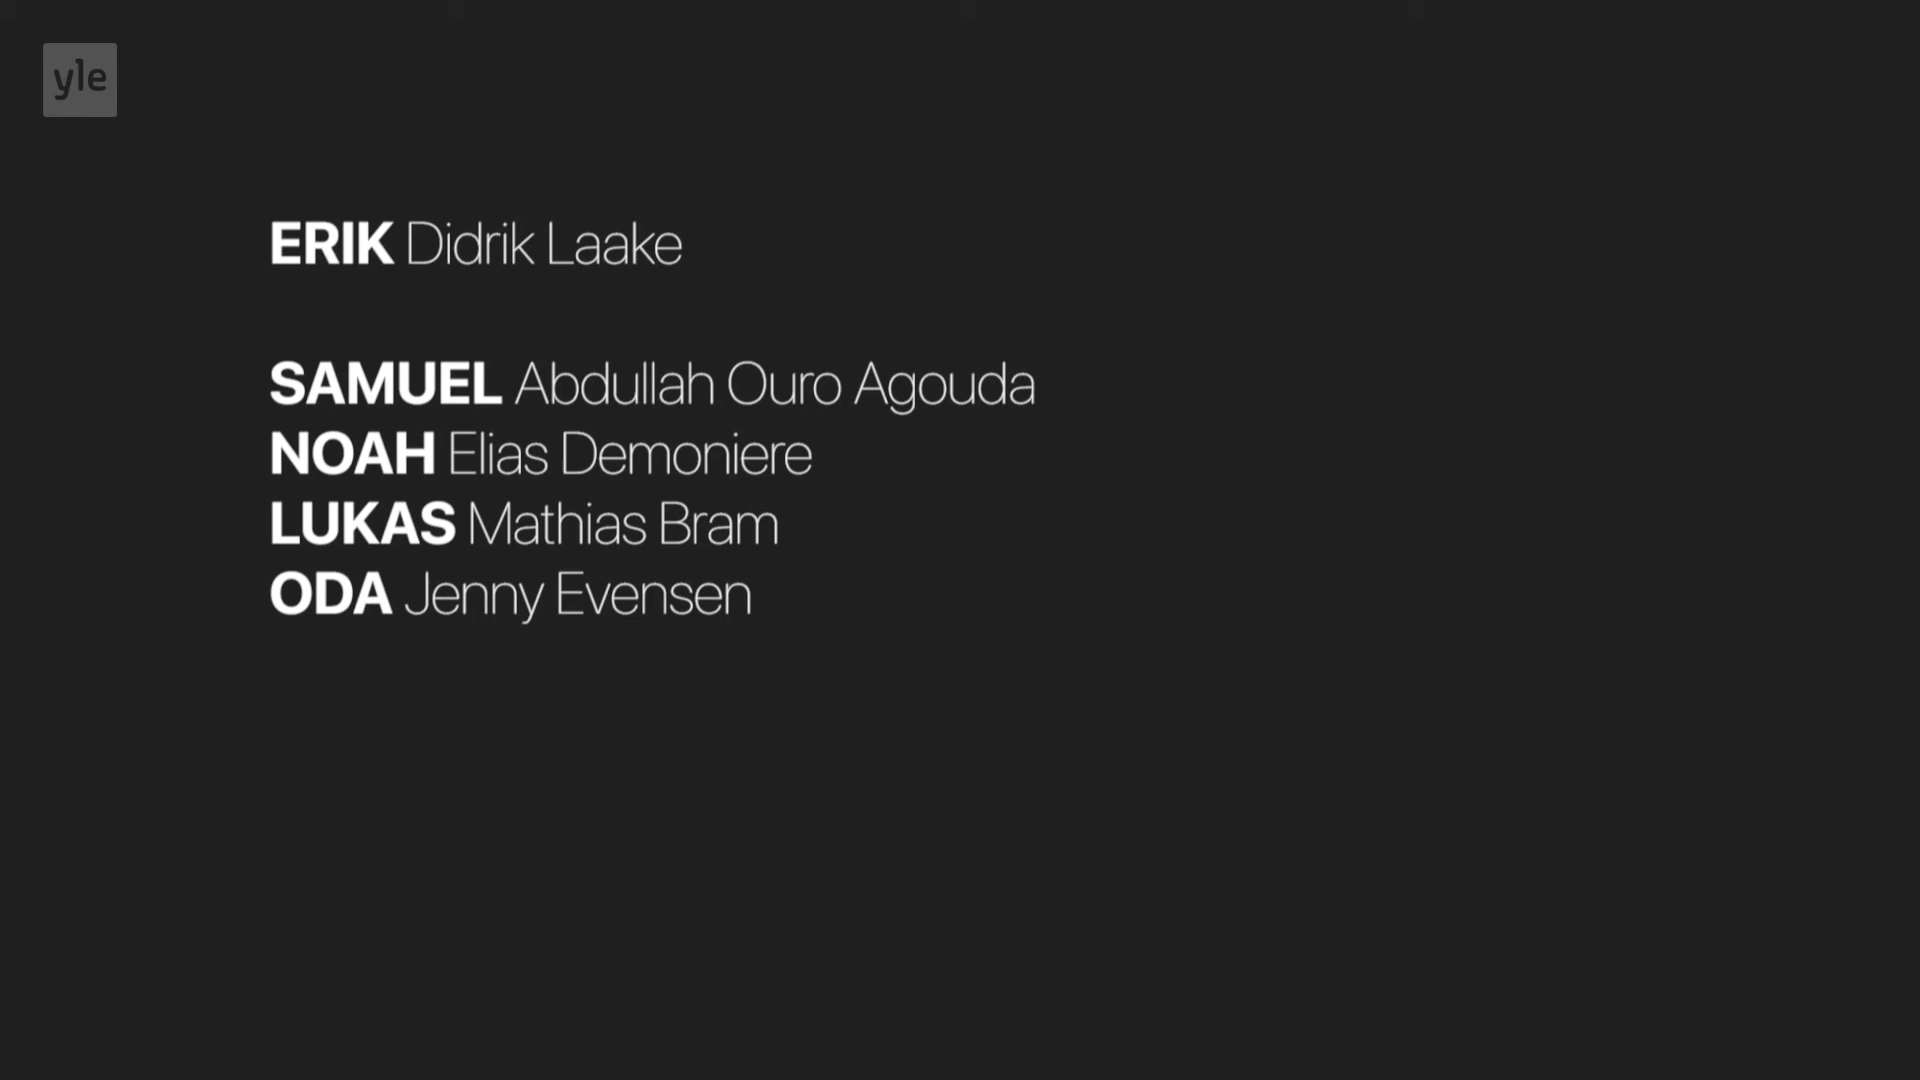 yle
ERIK Didrik Laake
SAMUEL Abdullah Ouro Agouda
NOAH Elias Demoniere
LUKAS Mathias Bram
ODA Jenny Evensen